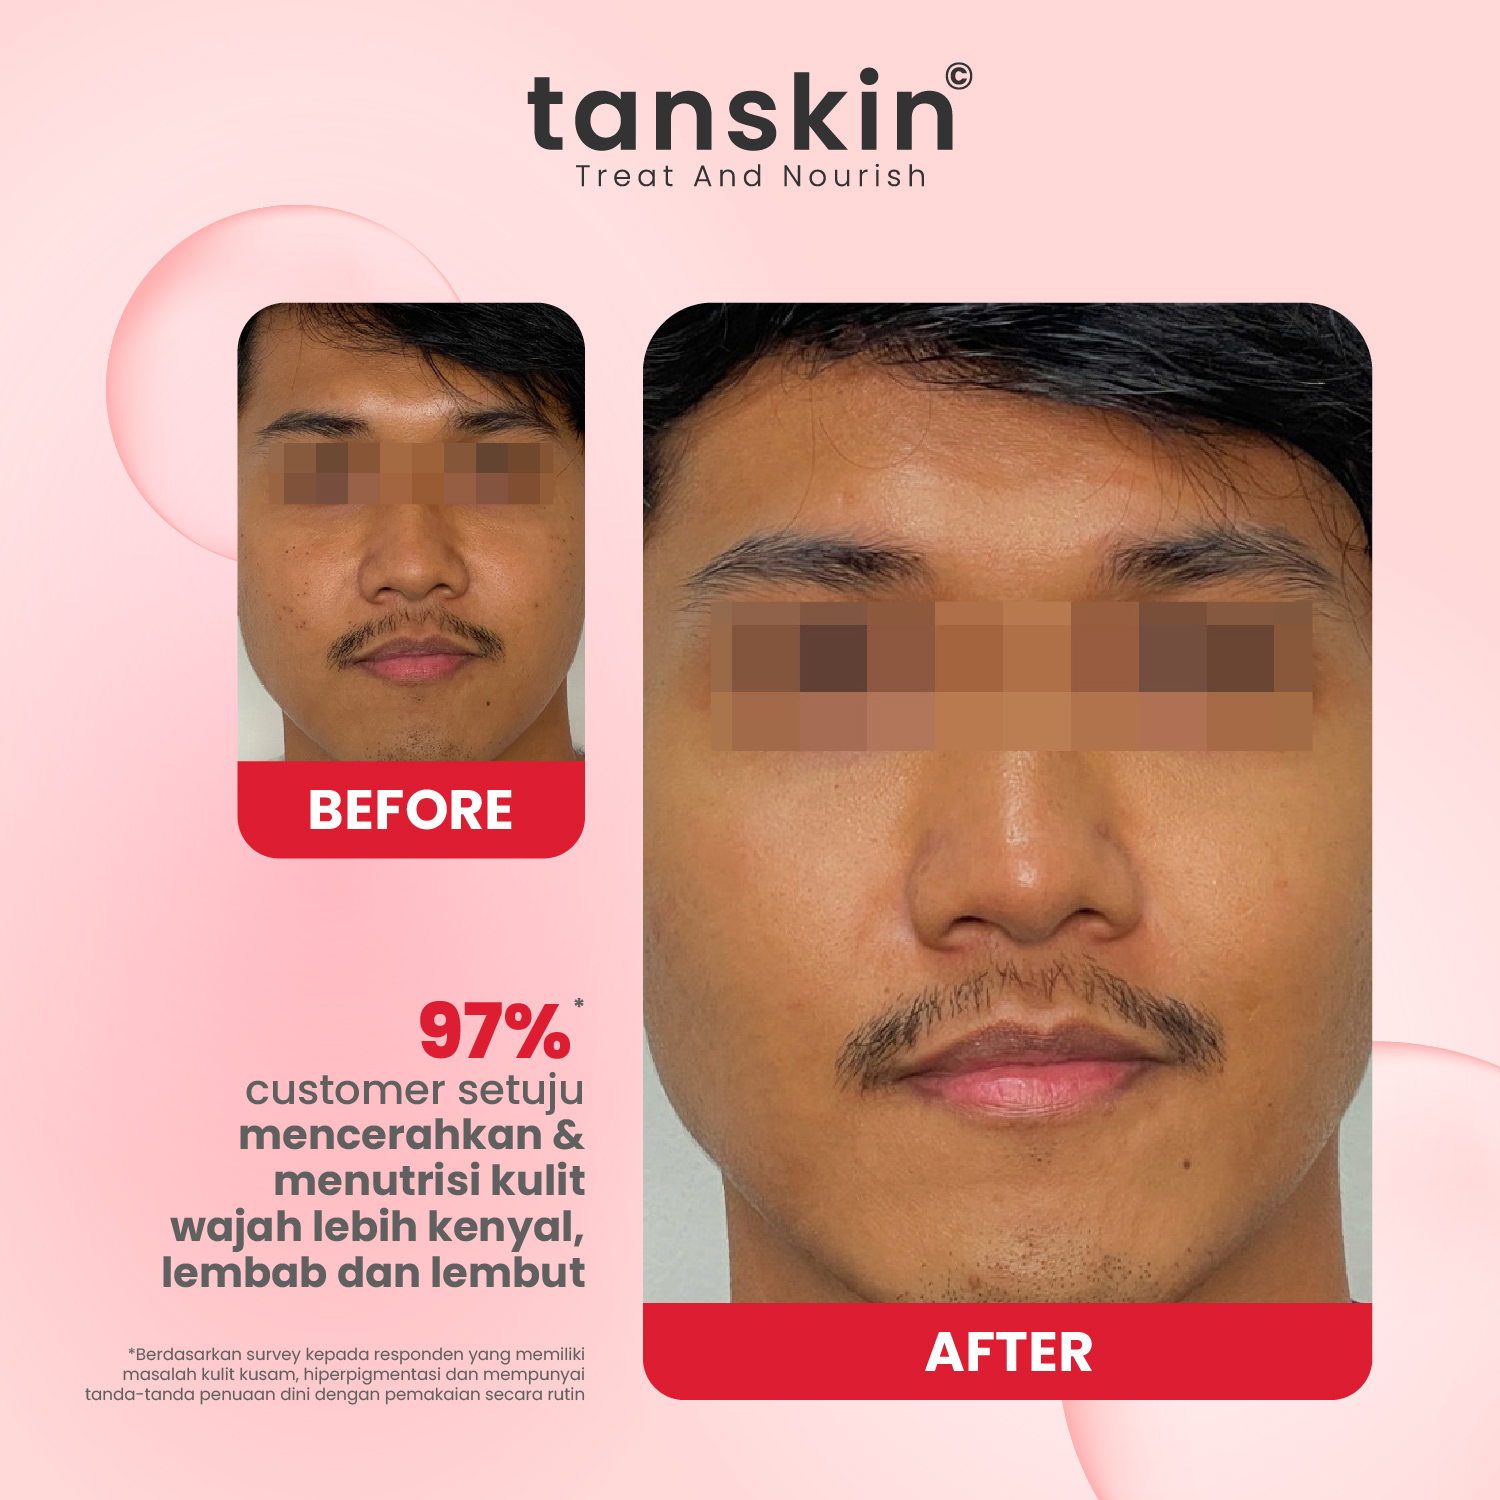 tanskin©
Treat And Nourish
BEFORE
97%*
customer setuju
mencerahkan &
menutrisi kulit
wajah lebih kenyal,
lembab dan lembut
*Berdasarkan survey kepada responden yang memiliki
masalah kulit kusam, hiperpigmentasi dan mempunyai
tanda-tanda penuaan dini dengan pemakaian secara rutin
AFTER